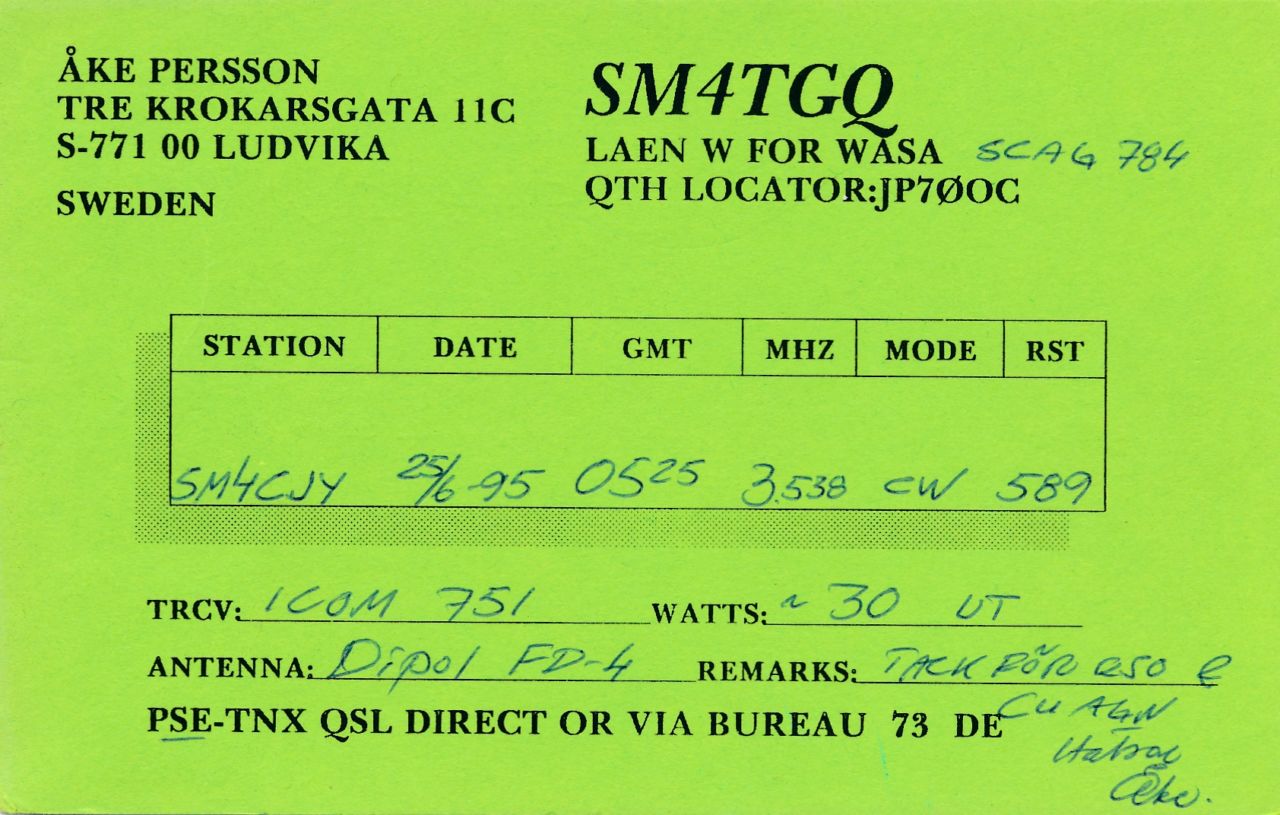 ÅKE PERSSON
TRE KROKARSGATA 11C
S-771 00 LUDVIKA
SWEDEN
SM4TGQ
LAEN W FOR WASA SCAG 784
QTH LOCATOR:JP7ØOC
STATION DATE GMT MHZ MODE RST
SM4CJY 25/6-95 0525 3.538 CW 589
TRCV: ICOM 751 WATTS: ~ 30 UT
ANTENNA: Dipol FD-4 REMARKS: TACK FÖR QSO
PSE-TNX QSL DIRECT OR VIA BUREAU 73 DE
CU AGN
Åke.